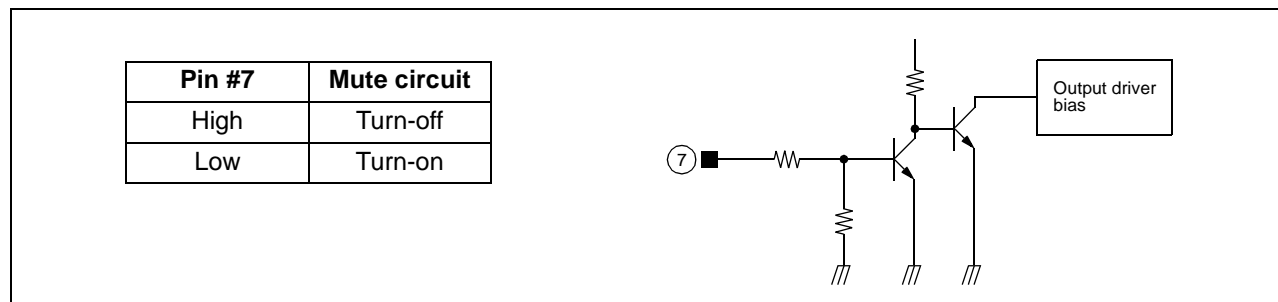 Pin #7 Mute circuit
High Turn-off
Low Turn-on
7
Output driver
bias